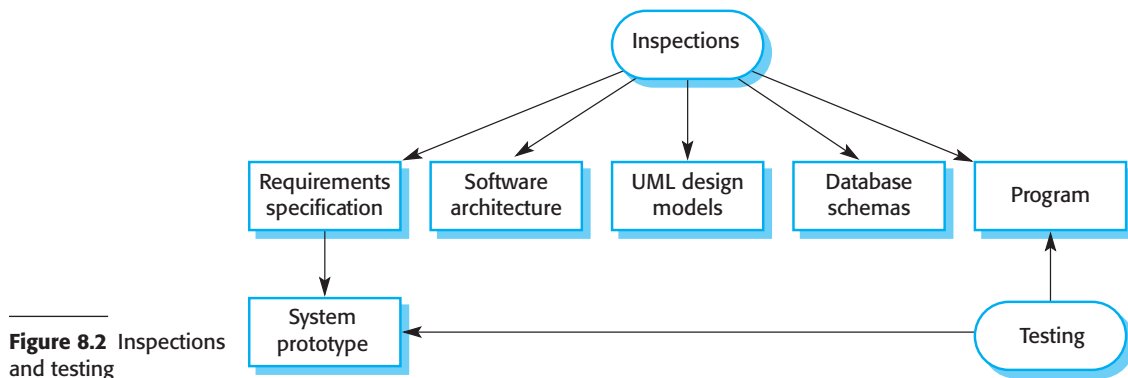 Inspections
Requirements
specification
Software
architecture
UML design
models
Database
schemas
Program
System
prototype
Testing
Figure 8.2 Inspections
and testing